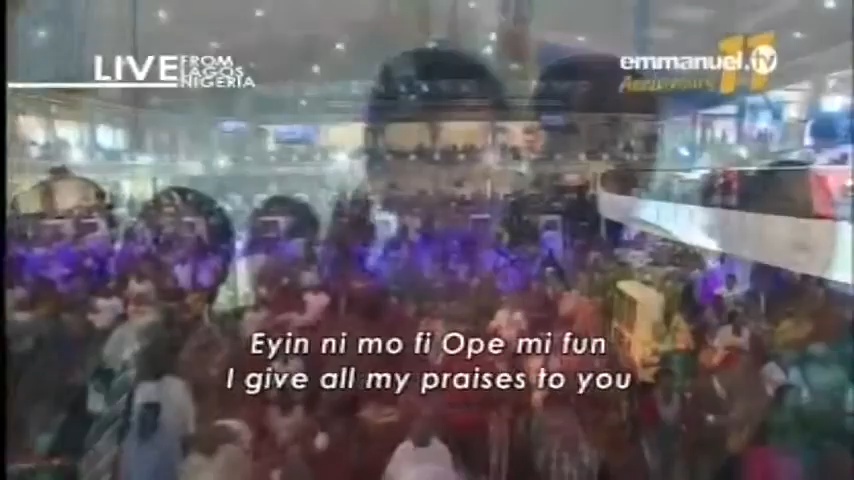 LIVE FROM LAGOS, NIGERIA
emmanuel.tv
Anniversary 11
Eyin ni mo fi Ope mi fun
I give all my praises to you